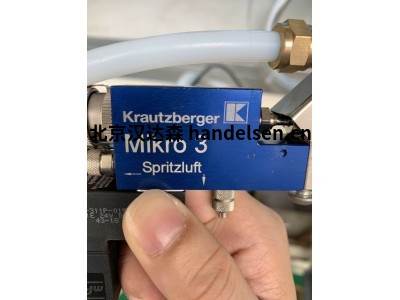 Krautzberger
北京汉达森 handelsen.cn
Mikro 3
Spritzluft